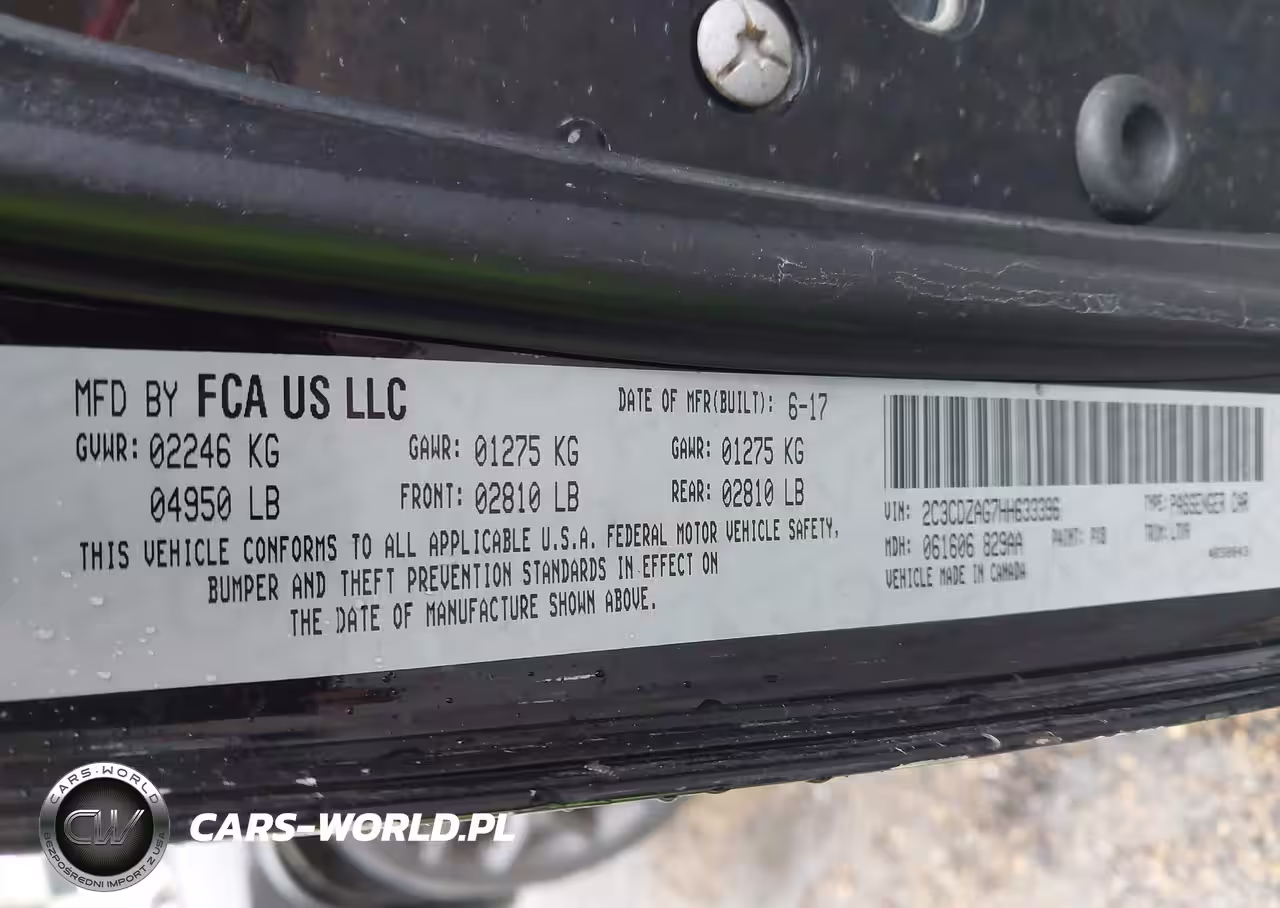 MFD BY FCA US LLC
DATE OF MFR(BUILT): 6-17
GVWR: 02246 KG
GAWR: 01275 KG
GAWR: 01275 KG
04950 LB
FRONT: 02810 LB
REAR: 02810 LB
THIS VEHICLE CONFORMS TO ALL APPLICABLE U.S.A. FEDERAL MOTOR VEHICLE SAFETY,
BUMPER AND THEFT PREVENTION STANDARDS IN EFFECT ON
THE DATE OF MANUFACTURE SHOWN ABOVE.
VIN: 2C3CDZAG7HH633396
TYPE: PASSENGER CAR
MDH: 061606 829AA
PAINT:
TRIM:
VEHICLE MADE IN CANADA
CARS-WORLD
CW
BEZPOŚREDNI IMPORT Z USA
CARS-WORLD.PL